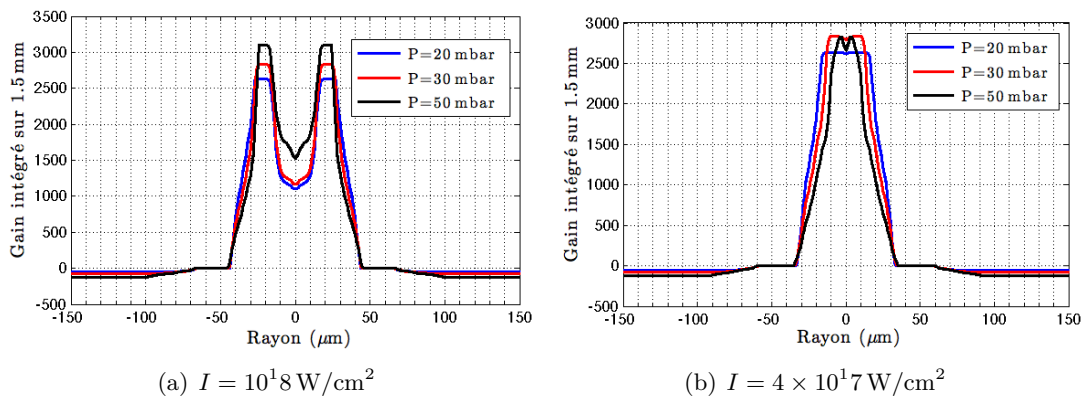 3500
3000
2500
2000
1500
1000
500
0
-500
Gain intégré sur 1.5 mm
P=20 mbar
P=30 mbar
P=50 mbar
-150 -100 -50 0 50 100 150
Rayon (μm)
(a) I = 10¹8 W/cm²
3000
2500
2000
1500
1000
500
0
-500
Gain intégré sur 1.5 mm
P=20 mbar
P=30 mbar
P=50 mbar
-150 -100 -50 0 50 100 150
Rayon (μm)
(b) I = 4 × 10¹7 W/cm²